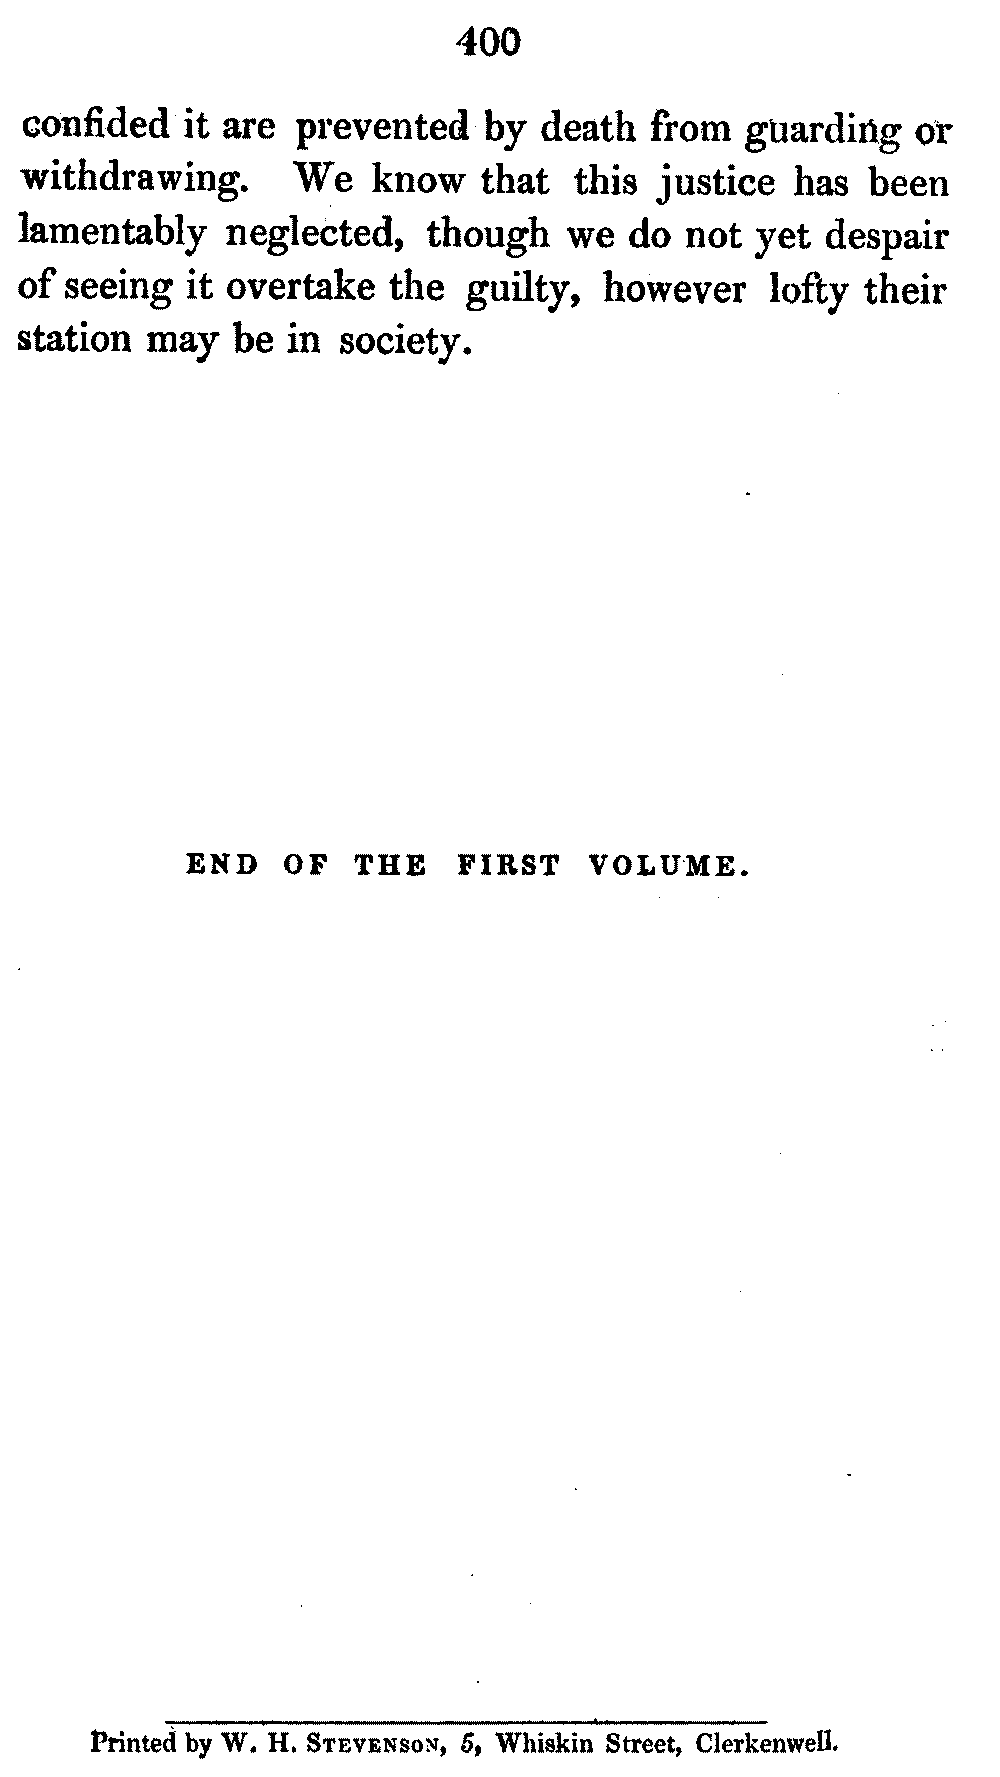 400
confided it are prevented by death from guarding or
withdrawing. We know that this justice has been
lamentably neglected, though we do not yet despair
of seeing it overtake the guilty, however lofty their
station may be in society.
END OF THE FIRST VOLUME.
Printed by W. H. STEVENSON, 5, Whiskin Street, Clerkenwell.